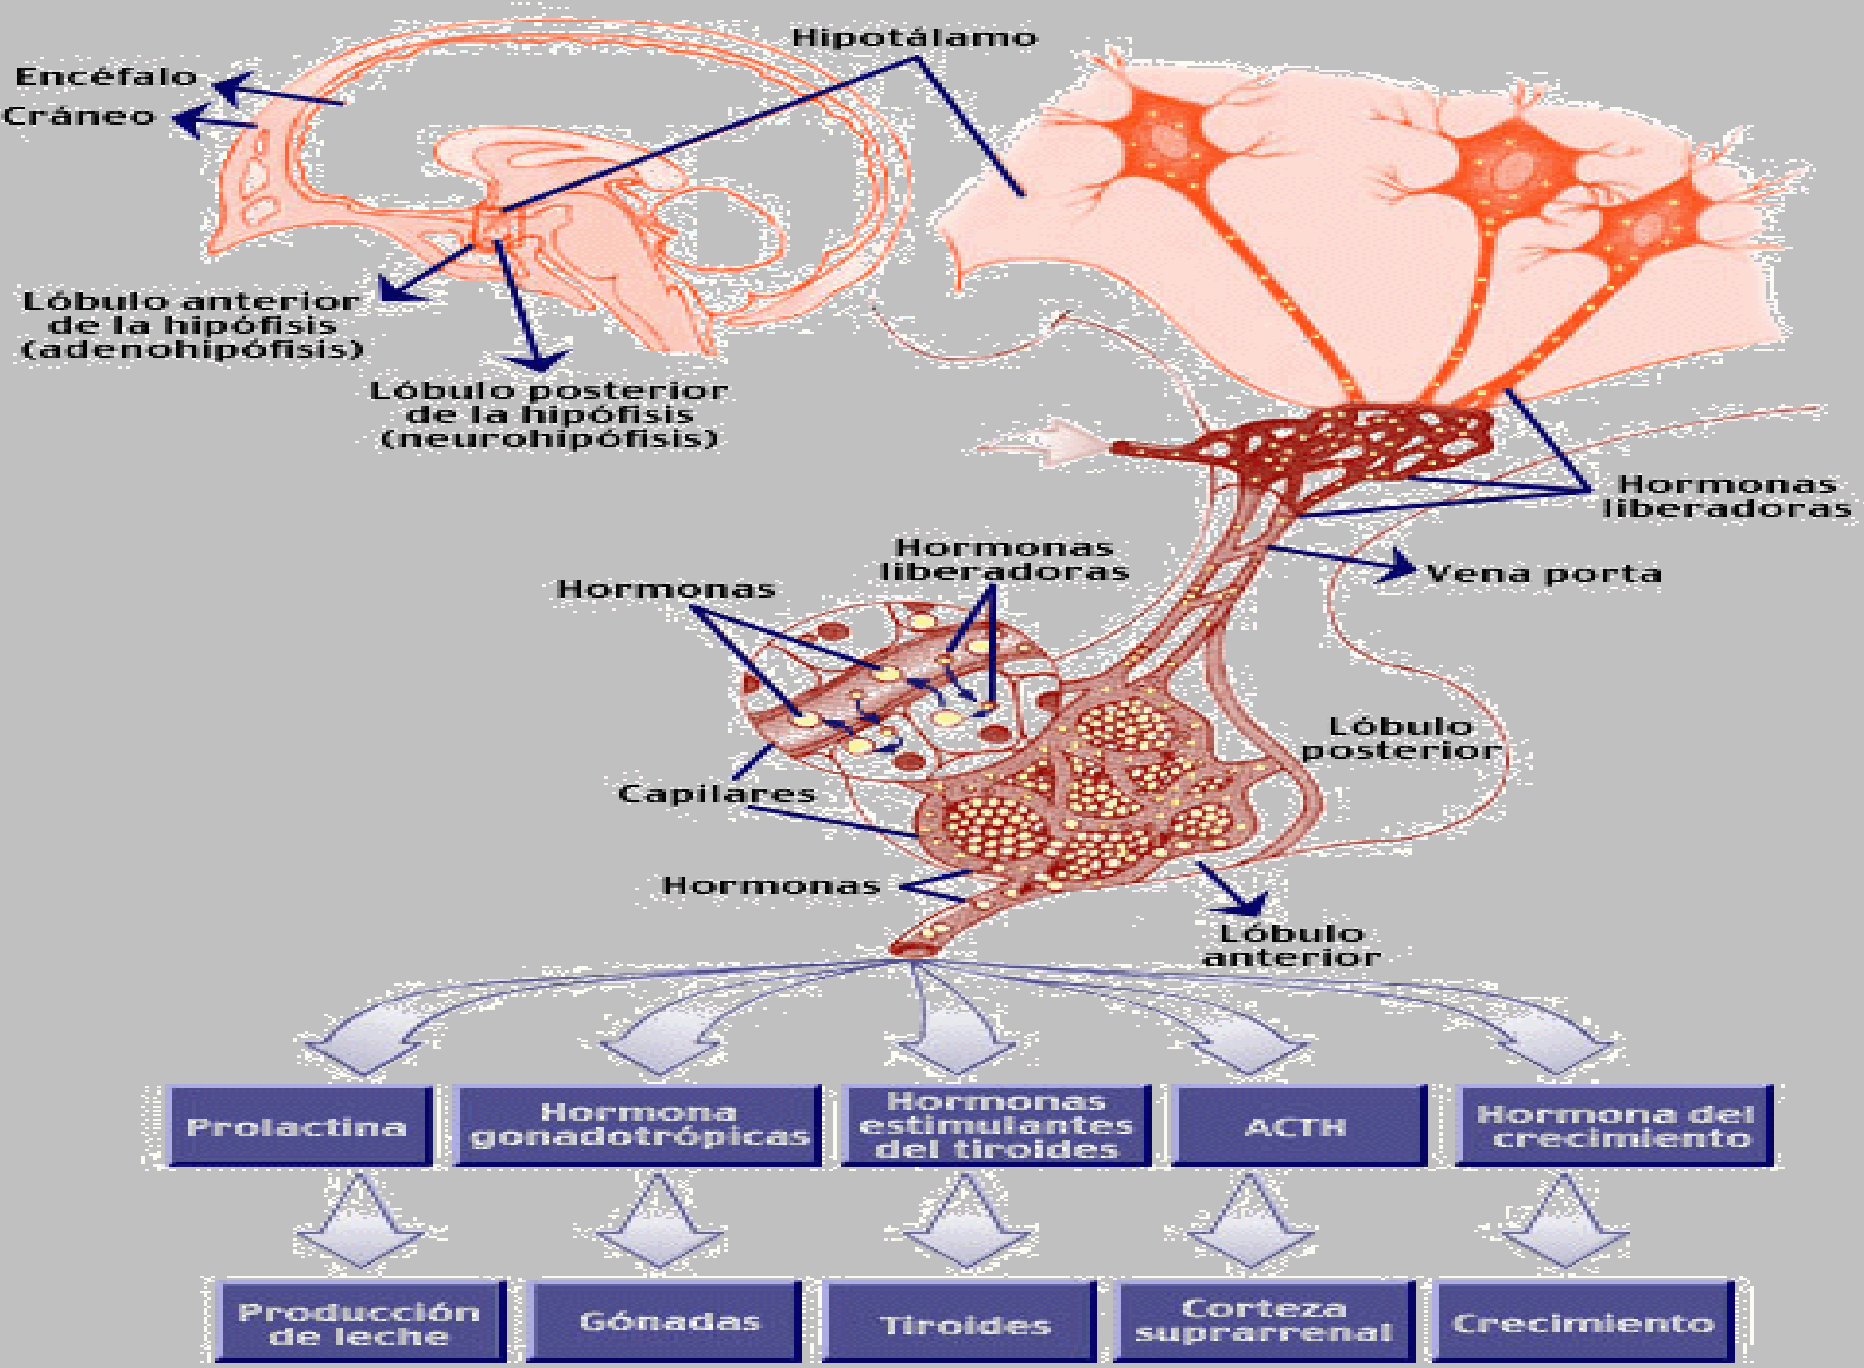 Hipotálamo
Encéfalo
Cráneo
Lóbulo anterior
de la hipófisis
(adenohipófisis)
Lóbulo posterior
de la hipófisis
(neurohipófisis)
Hormonas
liberadoras
Vena porta
Hormonas
liberadoras
Hormonas
Lóbulo
posterior
Capilares
Hormonas
Lóbulo
anterior
Prolactina
Hormona
gonadotrópicas
Hormonas
estimulantes
del tiroides
ACTH
Hormona del
crecimiento
Producción
de leche
Gónadas
Tiroides
Corteza
suprarrenal
Crecimiento